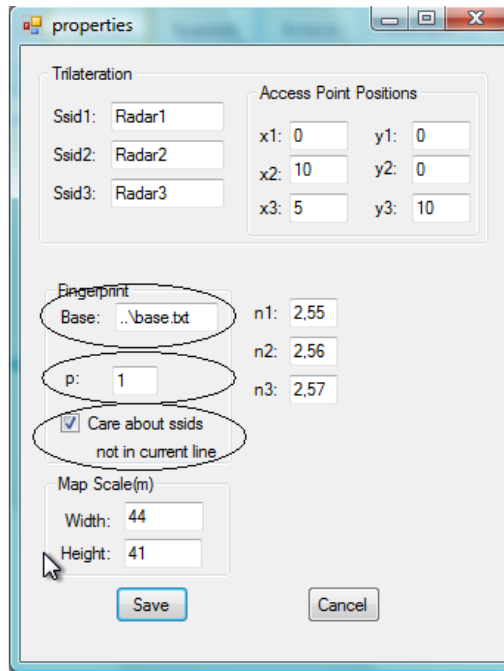 properties
Trilateration
Ssid1: Radar1
Ssid2: Radar2
Ssid3: Radar3
Access Point Positions
x1: 0 y1: 0
x2: 10 y2: 0
x3: 5 y3: 10
Fingerprint
Base: ..\base.txt
p: 1
Care about ssids
not in current line
n1: 2,55
n2: 2,56
n3: 2,57
Map Scale(m)
Width: 44
Height: 41
Save Cancel